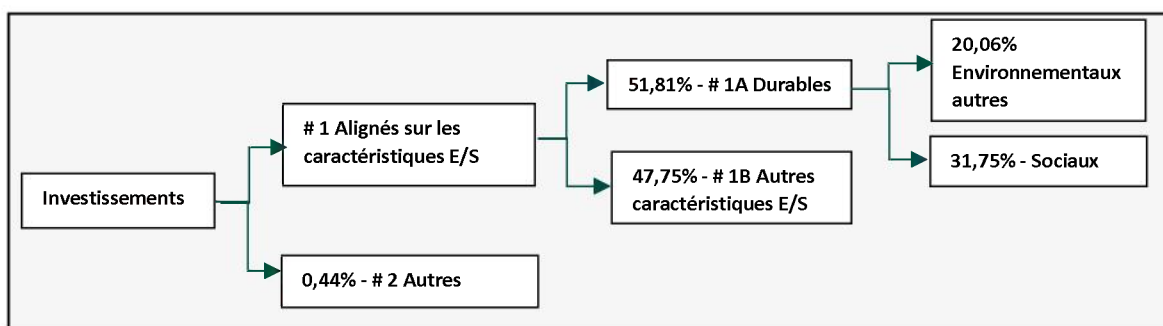 Investissements
# 1 Alignés sur les
caractéristiques E/S
0,44% - # 2 Autres
51,81% - # 1A Durables
47,75% - # 1B Autres
caractéristiques E/S
20,06%
Environnementaux
autres
31,75% - Sociaux